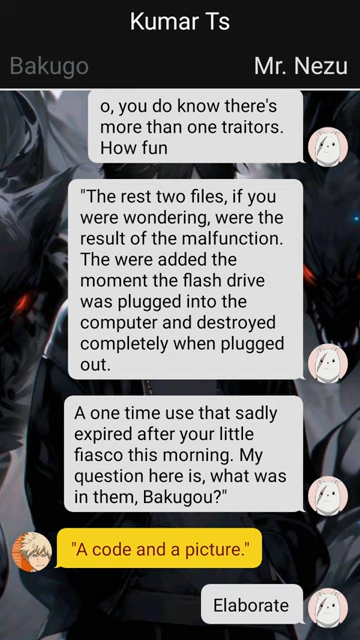 Kumar Ts
Bakugo
Mr. Nezu
o, you do know there's
more than one traitors.
How fun
"The rest two files, if you
were wondering, were the
result of the malfunction.
The were added the
moment the flash drive
was plugged into the
computer and destroyed
completely when plugged
out.
A one time use that sadly
expired after your little
fiasco this morning. My
question here is, what was
in them, Bakugou?"
"A code and a picture."
Elaborate